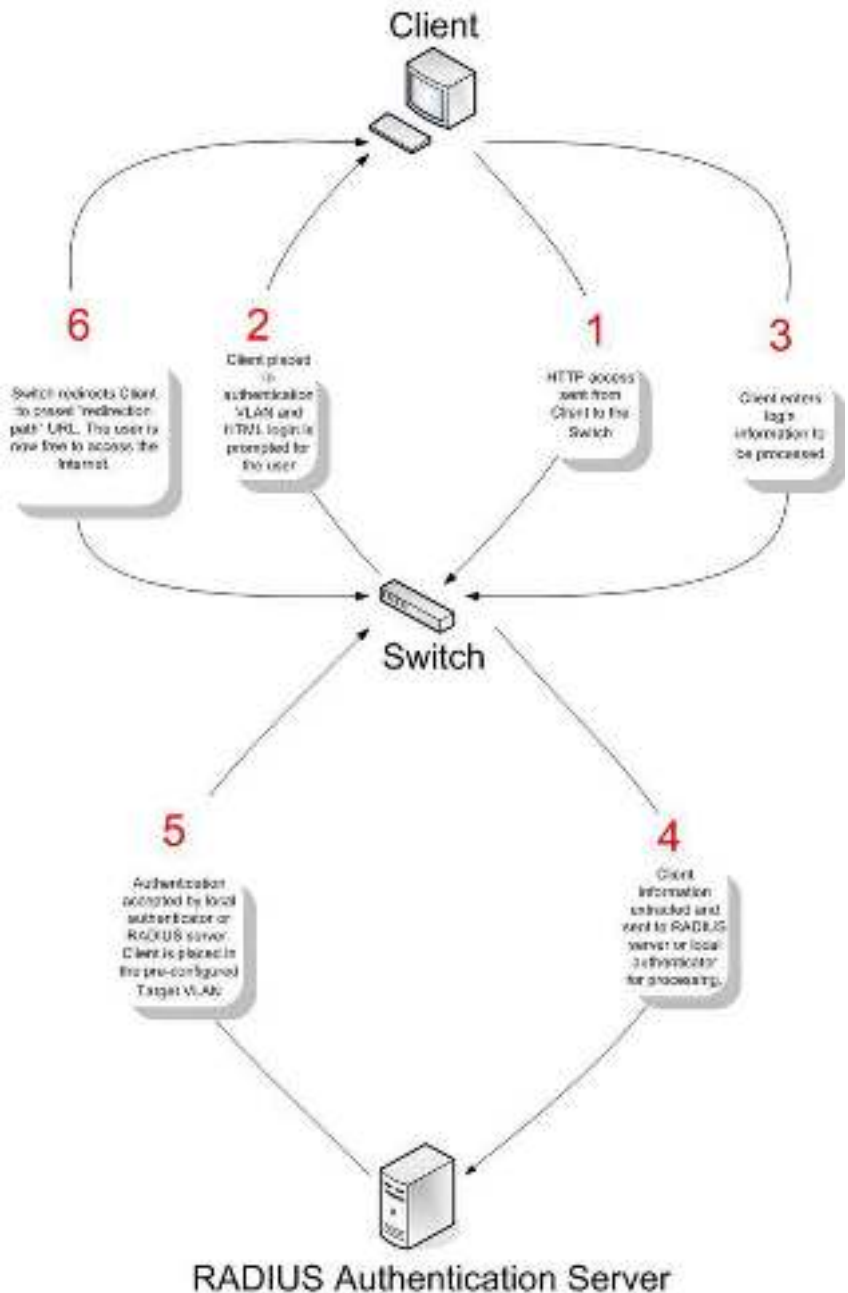 Client
6
Switch redirects Client
to preset "redirection
path" URL. The user is
now free to access the
Internet.
2
Client placed
in
authentication
VLAN and
HTML login is
prompted for
the user
1
HTTP access
sent from
Client to the
Switch
3
Client enters
login
information to
be processed
Switch
5
Authentication
accepted by local
authenticator or
RADIUS server.
Client is placed in
the pre-configured
Target VLAN
4
Client
information
extracted and
sent to RADIUS
server or local
authenticator
for processing.
RADIUS Authentication Server